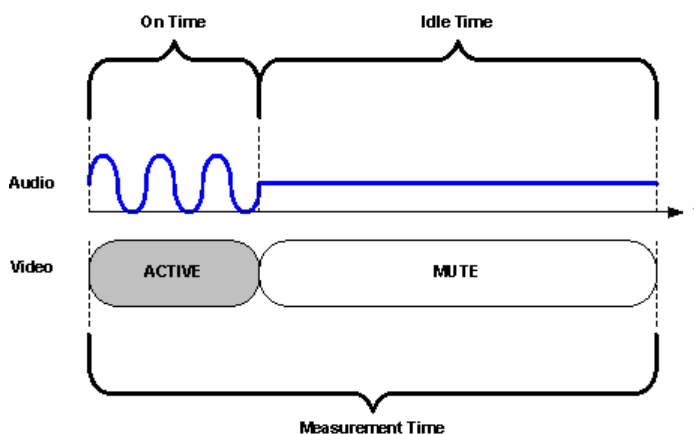 On Time
Idle Time
Audio
Video
ACTIVE
MUTE
Measurement Time